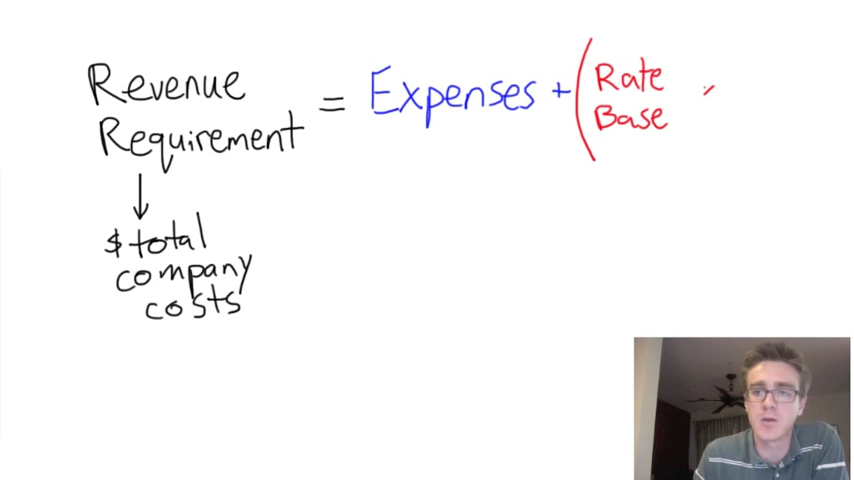 Revenue
Requirement
= Expenses + (Rate
Base
↓
$total
company
costs